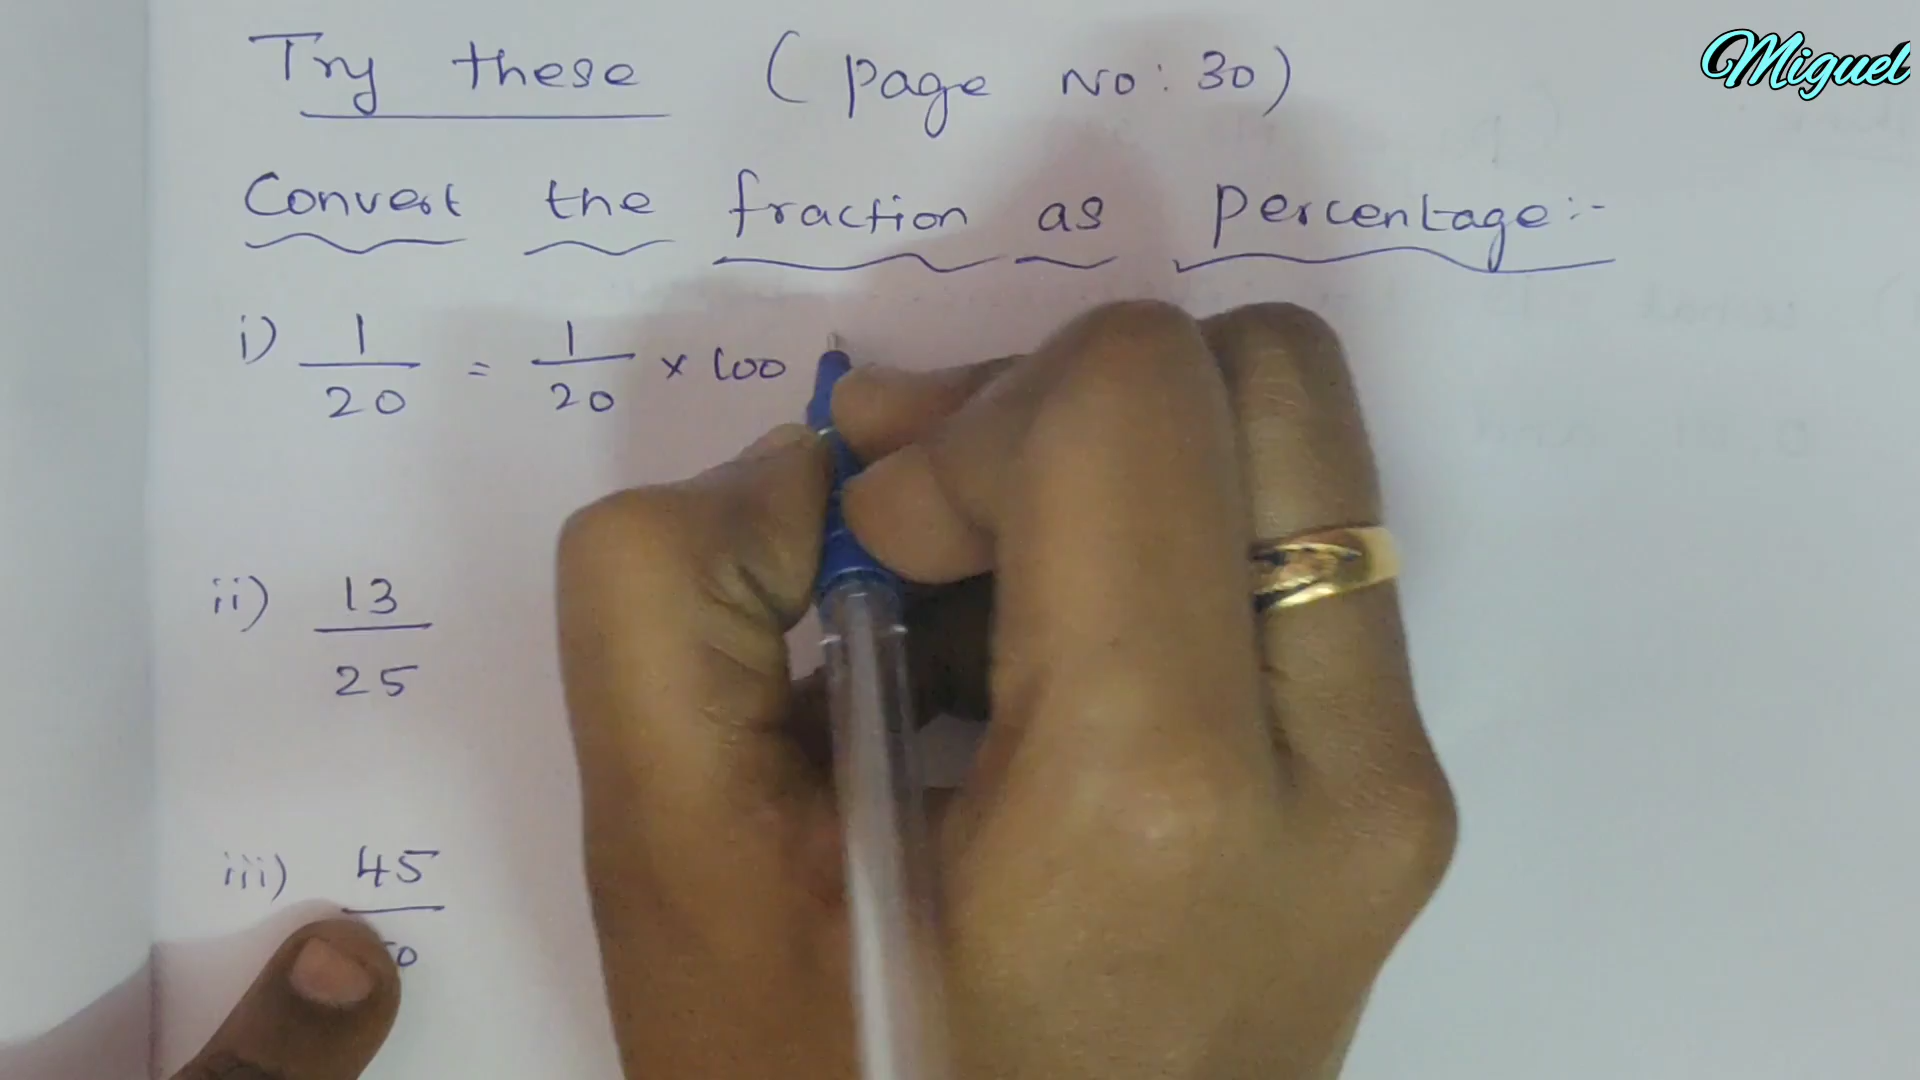 Try these (page No: 30)
Miguel
Convert the fraction as percentage:-
i) 1/20 = 1/20 × 100
ii) 13/25
iii) 45/